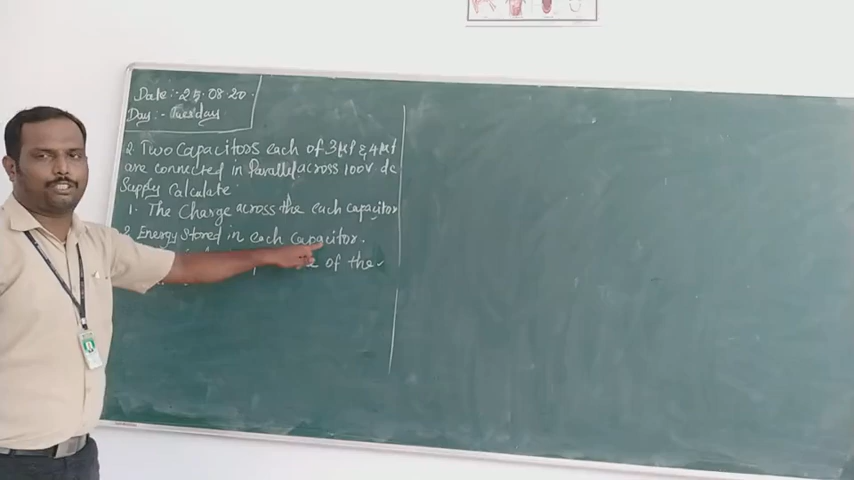 Date :- 25.08.20.
Day :- Tuesday
2. Two Capacitors each of 3μF & 4μf
are connected in Parallel across 100V dc
Supply Calculate
1. The Charge across the each Capacitor
2. Energy Stored in each Capacitor.
of the